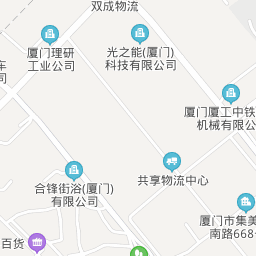 双成物流
厦门理研
工业公司
光之能(厦门)
科技有限公司
车
司
厦门厦工中铁
机械有限公
合锋街浴(厦门)
有限公司
共享物流中心
厦门市集美
南路668
百货